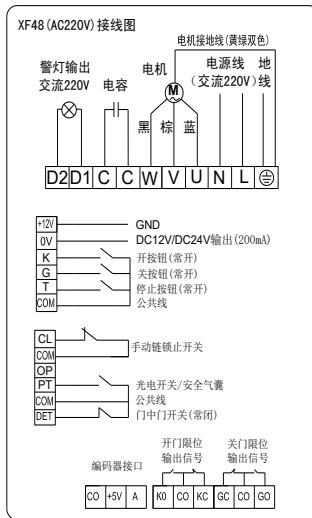 XF48(AC220V)接线图
电机接地线(黄绿双色)
警灯输出
交流220V
电容
电机
电源线 地
(交流220V)线
M
黑 棕 蓝
D2 D1 C C W V U N L
+12V GND
0V DC12V/DC24V输出(200mA)
K 开按钮(常开)
G 关按钮(常开)
T 停止按钮(常开)
COM 公共线
CL
手动链锁止开关
COM
OP
PT 光电开关/安全气囊
COM 公共线
DET 门中门开关(常闭)
开门限位
输出信号
关门限位
输出信号
编码器接口
CO +5V A K0 CO KC GC CO GO